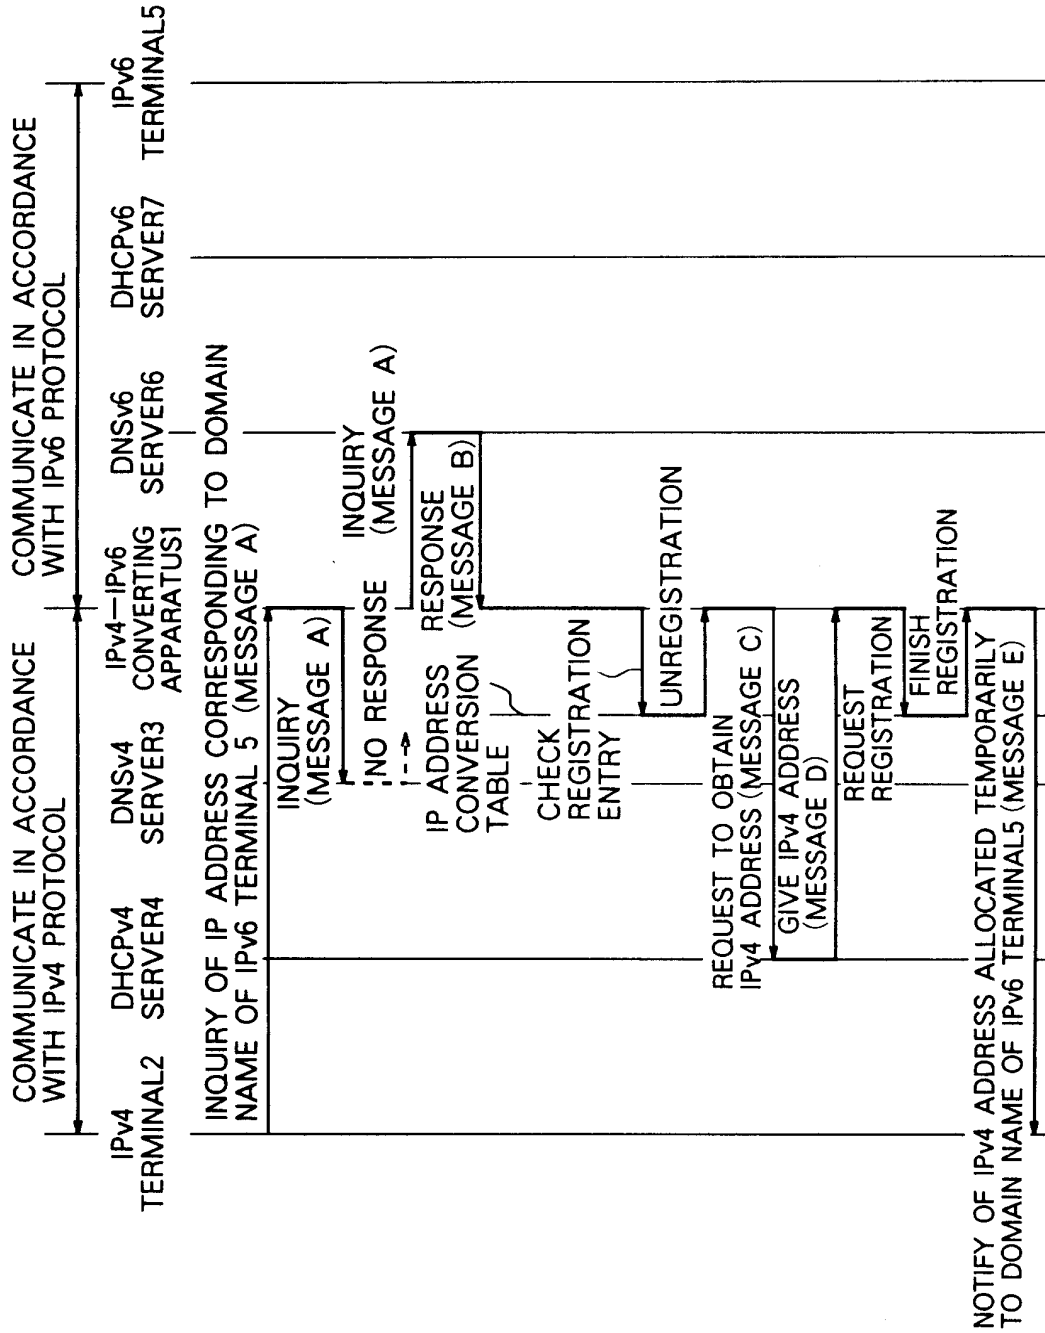 COMMUNICATE IN ACCORDANCE
WITH IPv4 PROTOCOL
COMMUNICATE IN ACCORDANCE
WITH IPv6 PROTOCOL
IPv4
TERMINAL2
DHCPv4
SERVER4
DNSv4
SERVER3
IPv4–IPv6
CONVERTING
APPARATUS1
DNSv6
SERVER6
DHCPv6
SERVER7
IPv6
TERMINAL5
INQUIRY OF IP ADDRESS CORRESPONDING TO DOMAIN
NAME OF IPv6 TERMINAL 5 (MESSAGE A)
INQUIRY
(MESSAGE A)
NO RESPONSE
INQUIRY
(MESSAGE A)
RESPONSE
(MESSAGE B)
IP ADDRESS
CONVERSION
TABLE
CHECK
REGISTRATION
ENTRY
UNREGISTRATION
REQUEST TO OBTAIN
IPv4 ADDRESS (MESSAGE C)
GIVE IPv4 ADDRESS
(MESSAGE D)
REQUEST
REGISTRATION
FINISH
REGISTRATION
NOTIFY OF IPv4 ADDRESS ALLOCATED TEMPORARILY
TO DOMAIN NAME OF IPv6 TERMINAL5 (MESSAGE E)